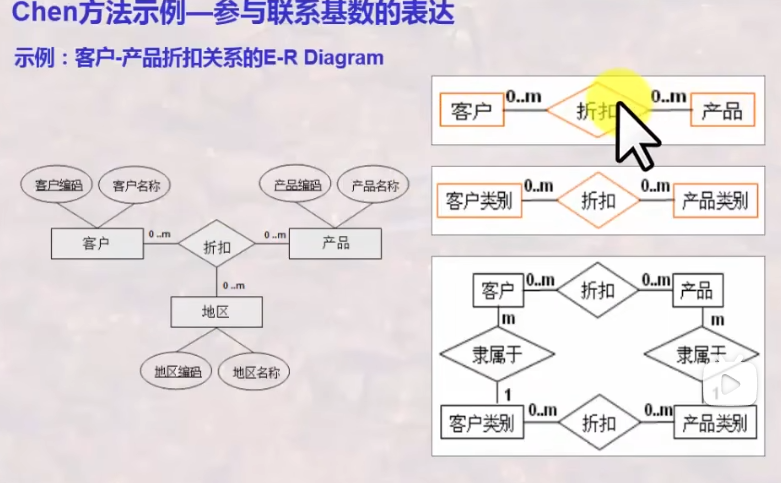 Chen方法示例—参与联系基数的表达
示例：客户-产品折扣关系的E-R Diagram
客户编码
客户名称
产品编码
产品名称
客户
0..m
折扣
0..m
产品
0..m
地区
地区编码
地区名称
客户
0..m
折扣
0..m
产品
客户类别
0..m
折扣
0..m
产品类别
客户
0..m
折扣
0..m
产品
m
m
隶属于
隶属于
1
1
客户类别
0..m
折扣
0..m
产品类别